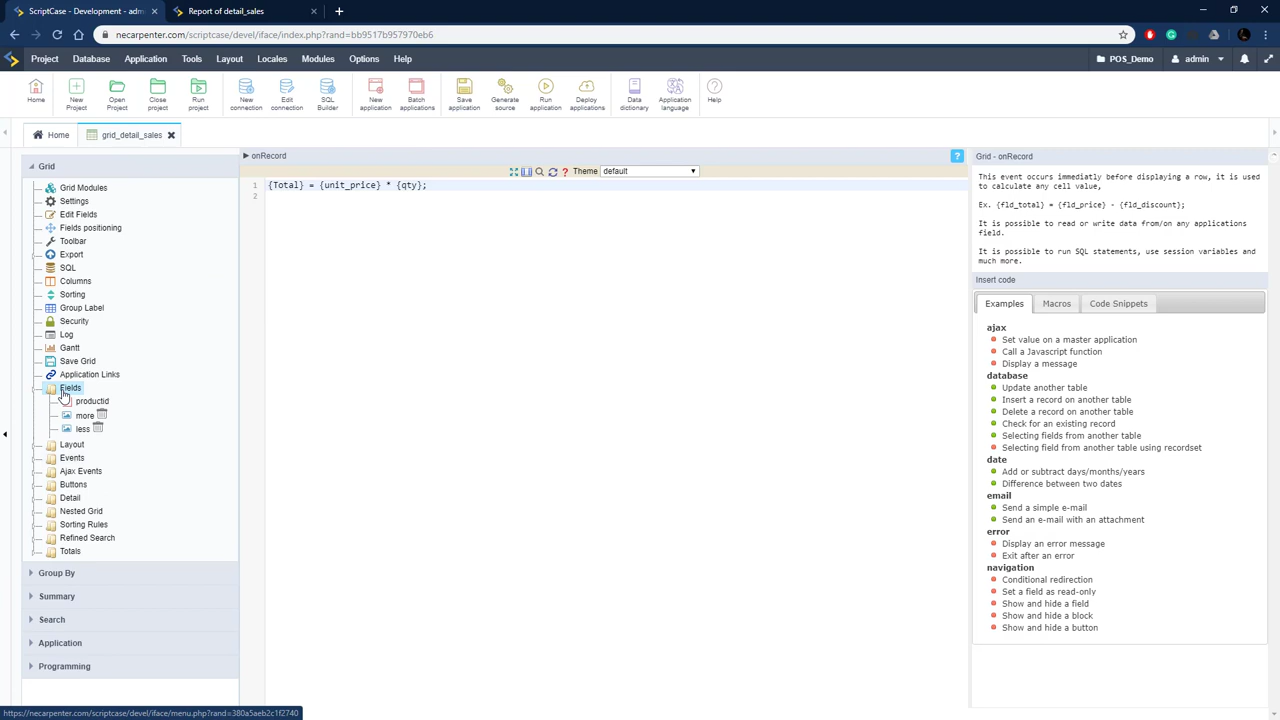 ScriptCase - Development - adm
Report of detail_sales
necarpenter.com/scriptcase/devel/iface/index.php?rand=bb9517b957970eb6
Project Database Application Tools Layout Locales Modules Options Help
POS_Demo
admin
Home
New Project
Open Project
Close project
Run project
New connection
Edit connection
SQL Builder
New application
Batch applications
Save application
Generate source
Run application
Deploy applications
Data dictionary
Application language
Help
Home
grid_detail_sales
Grid
Grid Modules
Settings
Edit Fields
Fields positioning
Toolbar
Export
SQL
Columns
Sorting
Group Label
Security
Log
Gantt
Save Grid
Application Links
Fields
productid
more
less
Layout
Events
Ajax Events
Buttons
Detail
Nested Grid
Sorting Rules
Refined Search
Totals
Group By
Summary
Search
Application
Programming
onRecord
?
Theme default
1 {Total} = {unit_price} * {qty};
2
Grid - onRecord
This event occurs immediately before displaying a row, it is used
to calculate any cell value,
Ex. {fld_total} = {fld_price} - {fld_discount};
It is possible to read or write data from/on any applications
field.
It is possible to run SQL statements, use session variables and
much more.
Insert code
Examples Macros Code Snippets
ajax
Set value on a master application
Call a Javascript function
Display a message
database
Update another table
Insert a record on another table
Delete a record on another table
Check for an existing record
Selecting fields from another table
Selecting field from another table using recordset
date
Add or subtract days/months/years
Difference between two dates
email
Send a simple e-mail
Send an e-mail with an attachment
error
Display an error message
Exit after an error
navigation
Conditional redirection
Set a field as read-only
Show and hide a field
Show and hide a block
Show and hide a button
https://necarpenter.com/scriptcase/devel/iface/menu.php?rand=380a5aeb2c1f2740